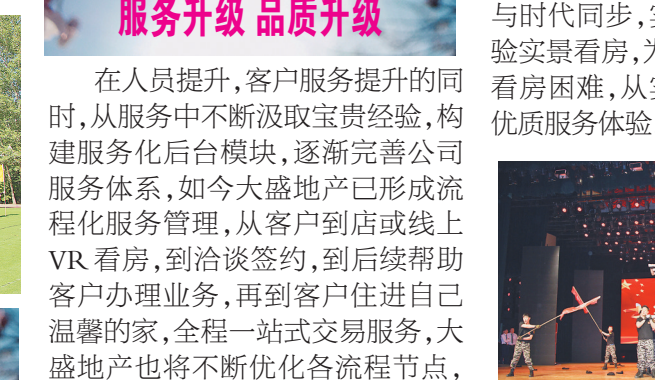 服务升级 品质升级
在人员提升,客户服务提升的同
时,从服务中不断汲取宝贵经验,构
建服务化后台模块,逐渐完善公司
服务体系,如今大盛地产已形成流
程化服务管理,从客户到店或线上
VR 看房,到洽谈签约,到后续帮助
客户办理业务,再到客户住进自己
温馨的家,全程一站式交易服务,大
盛地产也将不断优化各流程节点,
与时代同步,实
验实景看房,为
看房困难,从实
优质服务体验